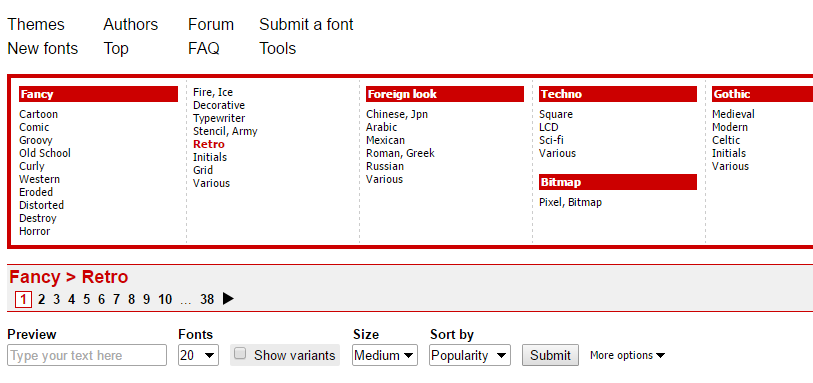 Themes Authors Forum Submit a font
New fonts Top FAQ Tools
Fancy
Cartoon
Comic
Groovy
Old School
Curly
Western
Eroded
Distorted
Destroy
Horror
Fire, Ice
Decorative
Typewriter
Stencil, Army
Retro
Initials
Grid
Various
Foreign look
Chinese, Jpn
Arabic
Mexican
Roman, Greek
Russian
Various
Techno
Square
LCD
Sci-fi
Various
Bitmap
Pixel, Bitmap
Gothic
Medieval
Modern
Celtic
Initials
Various
Fancy > Retro
1 2 3 4 5 6 7 8 9 10 ... 38
Preview Fonts Size Sort by
Type your text here 20 Show variants Medium Popularity Submit More options